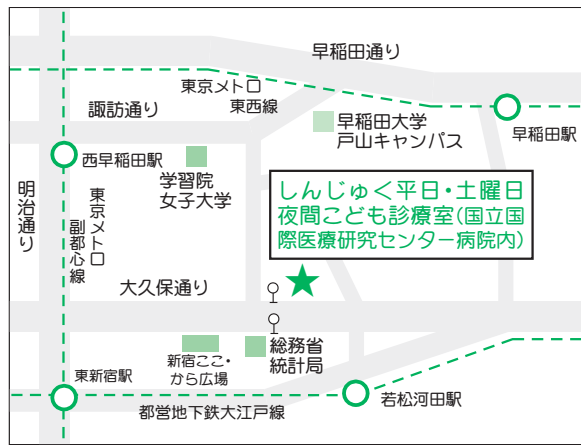 早稲田通り
東京メトロ
東西線
諏訪通り
早稲田大学
戸山キャンパス
早稲田駅
西早稲田駅
学習院
女子大学
明治通り
東京メトロ
副都心線
しんじゅく平日・土曜日
夜間こども診療室(国立国
際医療研究センター病院内)
大久保通り
新宿ここ・
から広場
総務省
統計局
東新宿駅
若松河田駅
都営地下鉄大江戸線